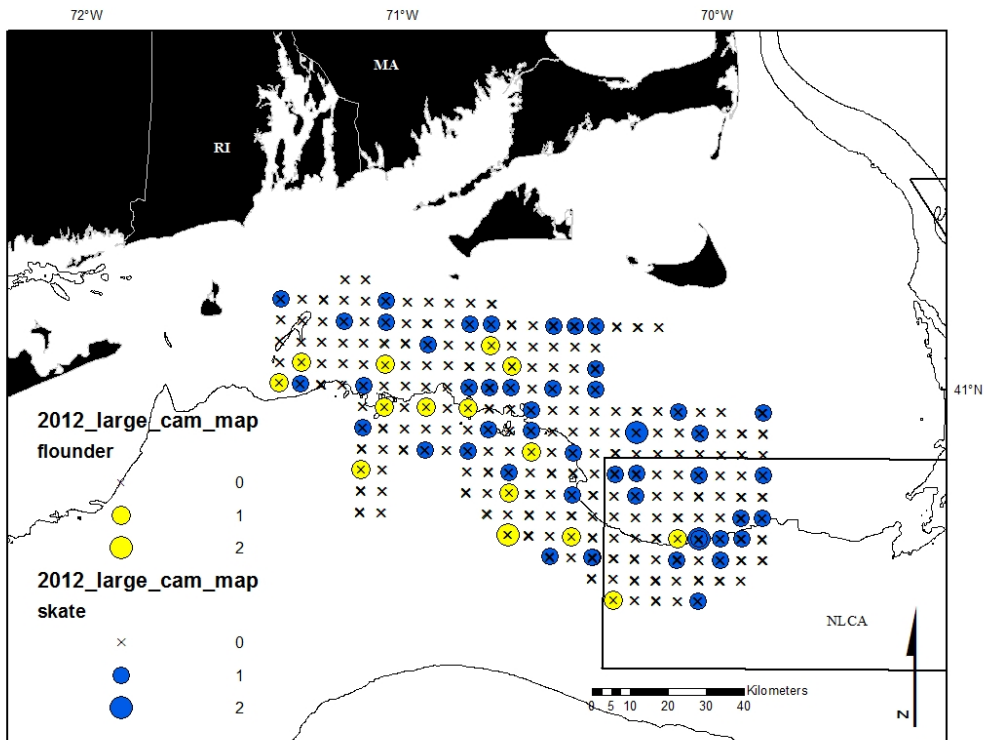 72°W 71°W 70°W
MA
RI
41°N
2012_large_cam_map
flounder
0
1
2
2012_large_cam_map
skate
0
1
2
NLCA
Kilometers
0 5 10 20 30 40
N